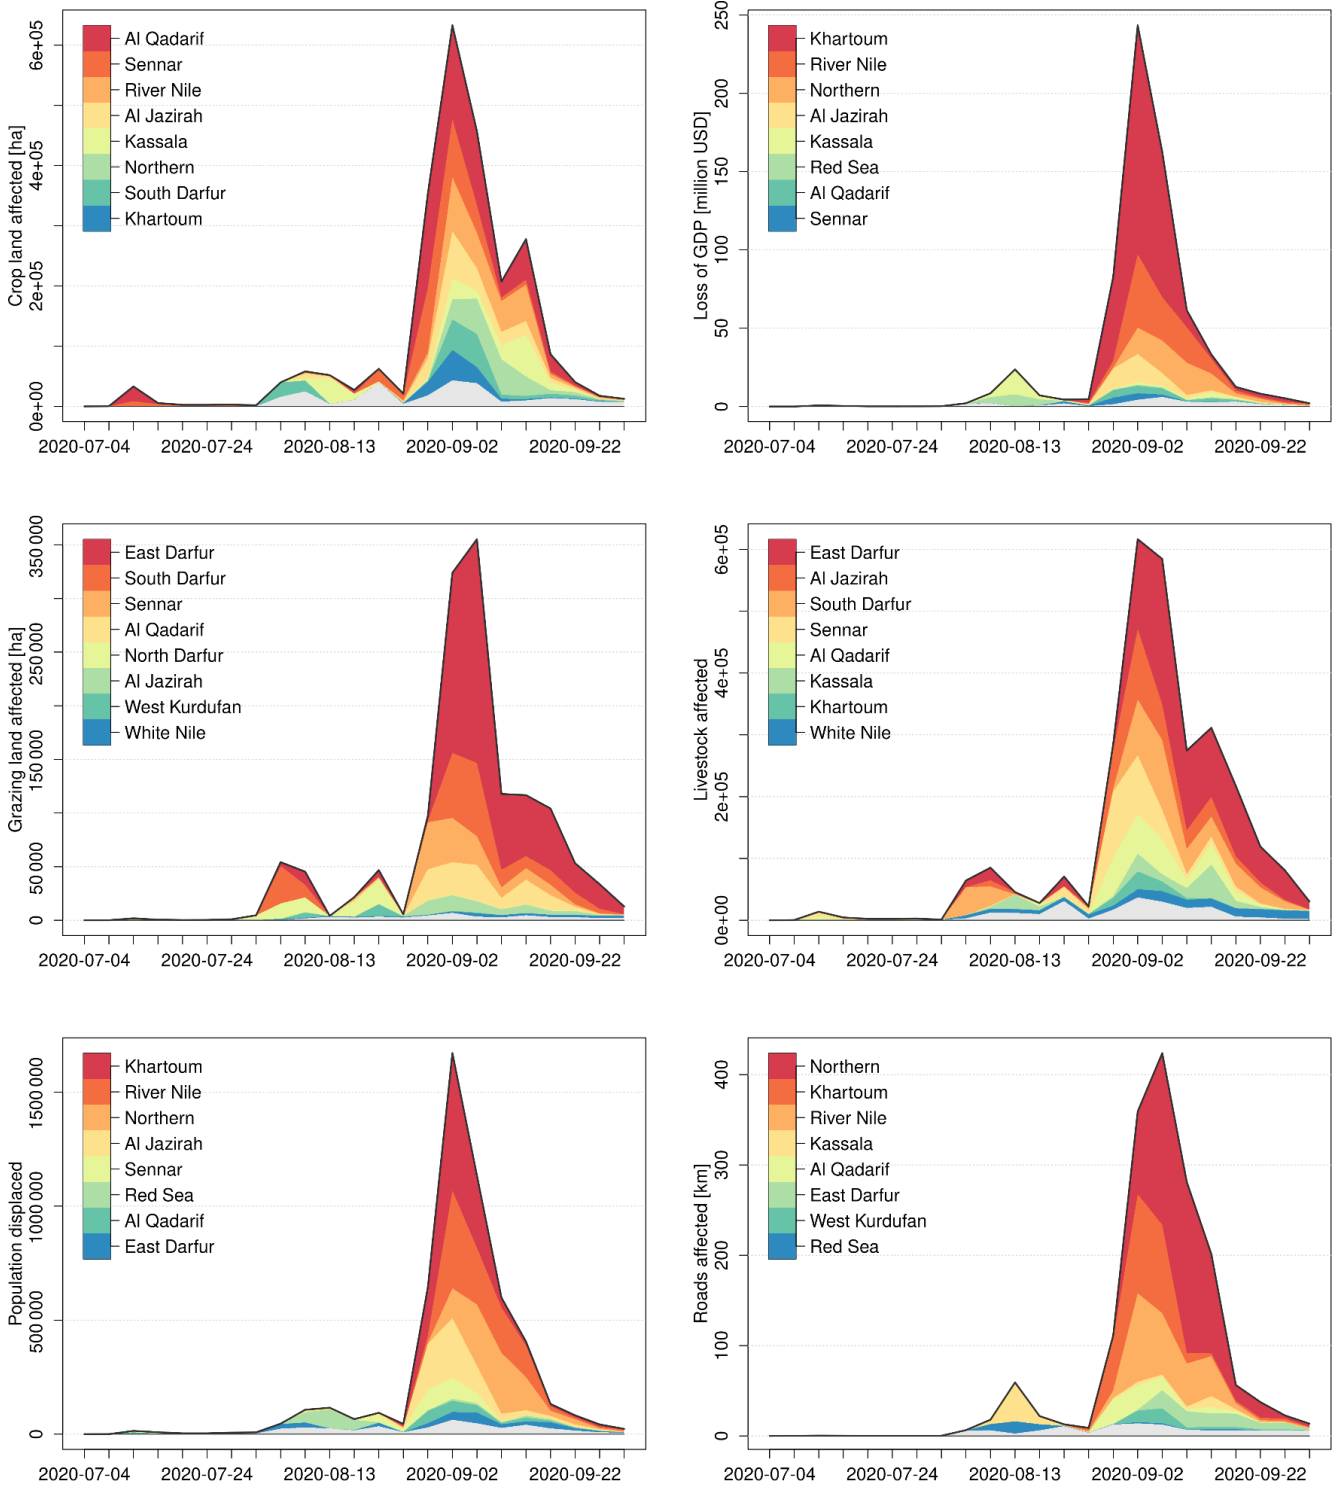 Crop land affected [ha]
0e+00 2e+05 4e+05 6e+05
Al Qadarif
Sennar
River Nile
Al Jazirah
Kassala
Northern
South Darfur
Khartoum
2020-07-04 2020-07-24 2020-08-13 2020-09-02 2020-09-22
Loss of GDP [million USD]
0 50 100 150 200 250
Khartoum
River Nile
Northern
Al Jazirah
Kassala
Red Sea
Al Qadarif
Sennar
2020-07-04 2020-07-24 2020-08-13 2020-09-02 2020-09-22
Grazing land affected [ha]
0 50 000 150 000 250 000 350 000
East Darfur
South Darfur
Sennar
Al Qadarif
North Darfur
Al Jazirah
West Kurdufan
White Nile
2020-07-04 2020-07-24 2020-08-13 2020-09-02 2020-09-22
Livestock affected
0e+00 2e+05 4e+05 6e+05
East Darfur
Al Jazirah
South Darfur
Sennar
Al Qadarif
Kassala
Khartoum
White Nile
2020-07-04 2020-07-24 2020-08-13 2020-09-02 2020-09-22
Population displaced
0 500 000 1000 000 1500 000
Khartoum
River Nile
Northern
Al Jazirah
Sennar
Red Sea
Al Qadarif
East Darfur
2020-07-04 2020-07-24 2020-08-13 2020-09-02 2020-09-22
Roads affected [km]
0 100 200 300 400
Northern
Khartoum
River Nile
Kassala
Al Qadarif
East Darfur
West Kurdufan
Red Sea
2020-07-04 2020-07-24 2020-08-13 2020-09-02 2020-09-22